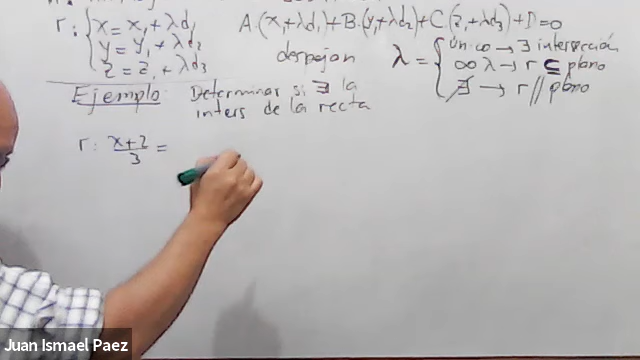 r: { x = x₁ + λd₁
y = y₁ + λd₂
z = z₁ + λd₃
A.(x₁+λd₁)+B.(y₁+λd₂)+C.(z₁+λd₃)+D=0
despejan λ = { único → ∃ intersección
∞ λ → r ⊆ plano
∄ → r // plano
Ejemplo: Determinar si ∃ la
inters de la recta
r: x+2/3 =
Juan Ismael Paez